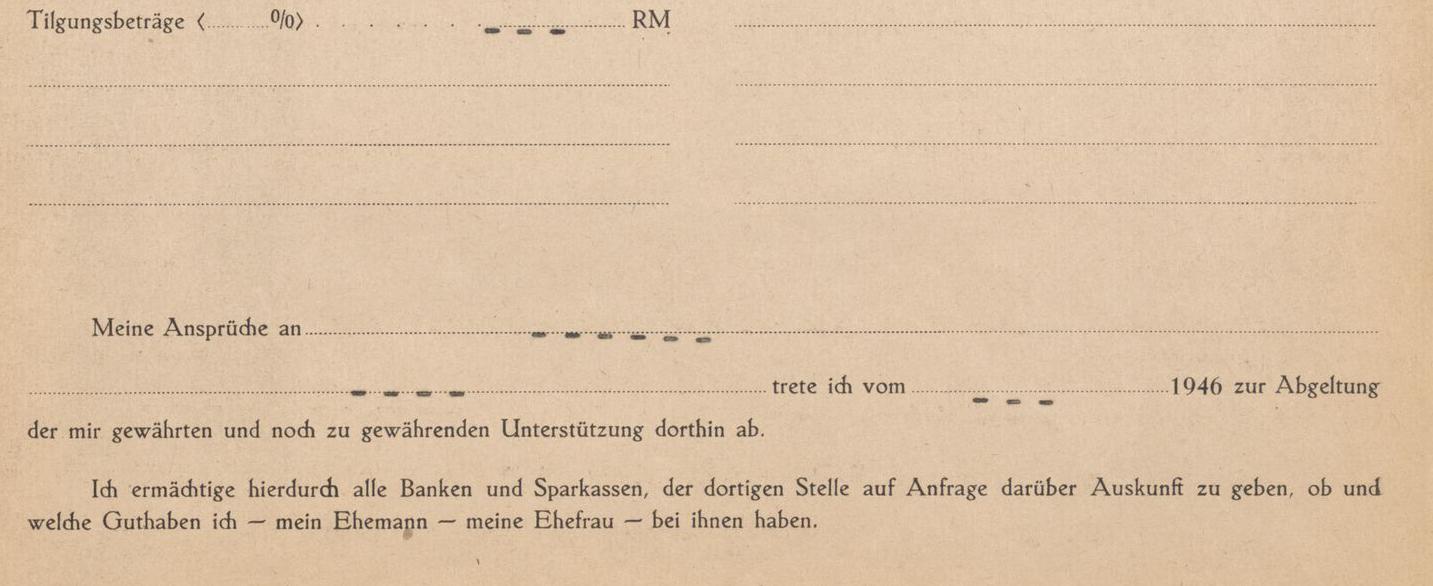 Tilgungsbeträge (..........%) . . . . . . . - - - .......... RM
Meine Ansprüche an .......... - - - - - - ..........
.......... - - - - .......... trete ich vom .......... - - - .......... 1946 zur Abgeltung
der mir gewährten und noch zu gewährenden Unterstützung dorthin ab.
Ich ermächtige hierdurch alle Banken und Sparkassen, der dortigen Stelle auf Anfrage darüber Auskunft zu geben, ob und
welche Guthaben ich — mein Ehemann — meine Ehefrau — bei ihnen haben.